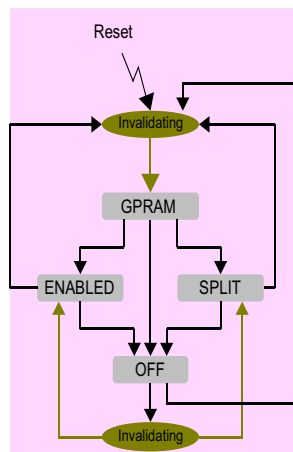 Reset
Invalidating
GPRAM
ENABLED
SPLIT
OFF
Invalidating